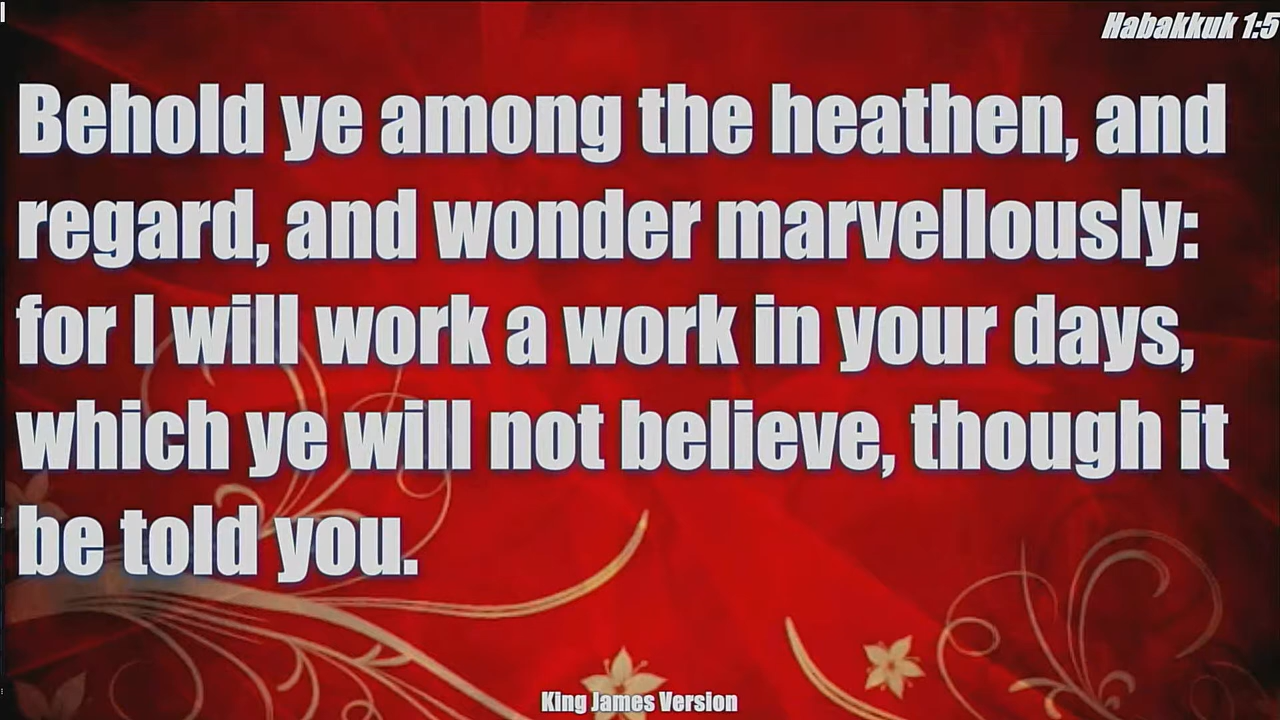 Habakkuk 1:5
Behold ye among the heathen, and
regard, and wonder marvellously:
for I will work a work in your days,
which ye will not believe, though it
be told you.
King James Version